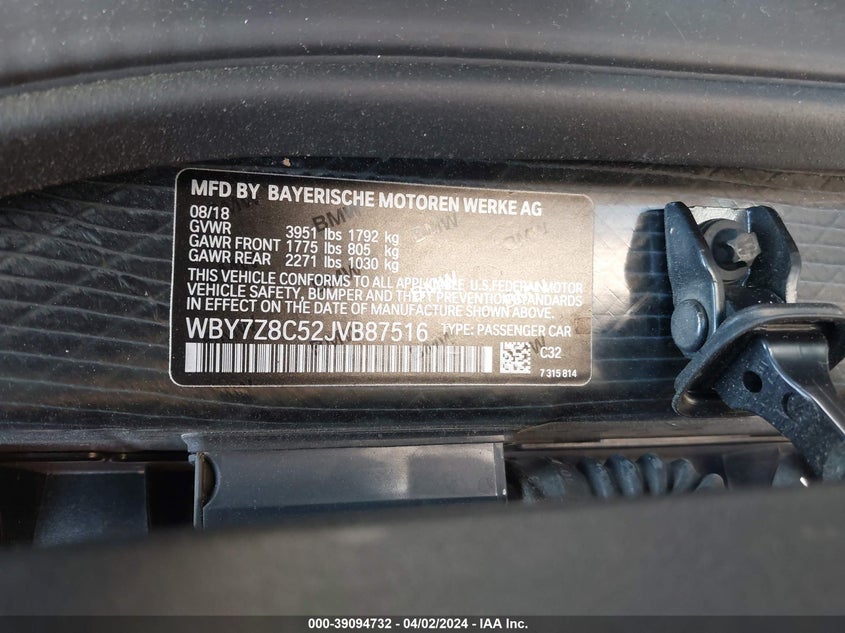 MFD BY BAYERISCHE MOTOREN WERKE AG
08/18
GVWR 3951 lbs 1792 kg
GAWR FRONT 1775 lbs 805 kg
GAWR REAR 2271 lbs 1030 kg
THIS VEHICLE CONFORMS TO ALL APPLICABLE U.S.FEDERAL MOTOR
VEHICLE SAFETY, BUMPER, AND THEFT PREVENTION STANDARDS
IN EFFECT ON THE DATE OF MANUFACTURE SHOWN ABOVE.
WBY7Z8C52JVB87516 TYPE: PASSENGER CAR
C32
7 315 814
000-39094732 - 04/02/2024 - IAA Inc.